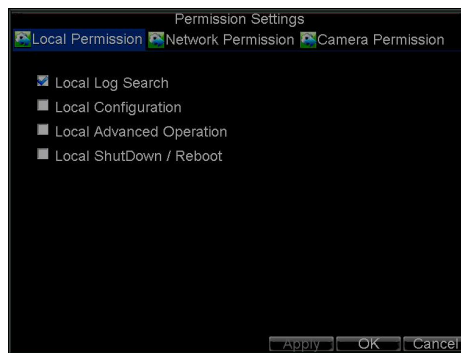 Permission Settings
Local Permission Network Permission Camera Permission
Local Log Search
Local Configuration
Local Advanced Operation
Local ShutDown / Reboot
Apply OK Cancel